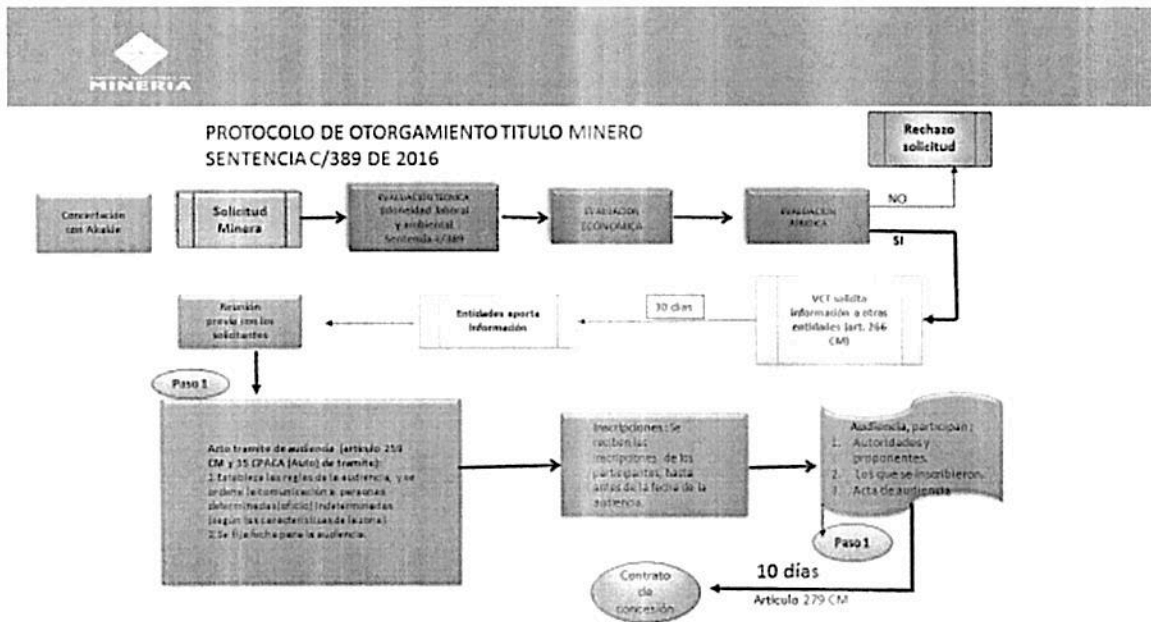 MINERIA
PROTOCOLO DE OTORGAMIENTO TITULO MINERO
SENTENCIA C/389 DE 2016
Rechazo
solicitud
Concertación
con Alcalde
Solicitud
Minera
EVALUACION TECNICA
(idoneidad laboral
y ambiental)
Sentencia c/389
EVALUACION
ECONOMICA
EVALUACION
JURIDICA
NO
SI
Reunión
previa con los
solicitantes
Entidades aporta
Información
30 días
VCT solicita
información a otras
entidades (art. 266
CM)
Paso 1
Acto tramite de audiencia (artículo 259
CM y 35 CPACA (Auto) de tramite):
1.Establece las reglas de la audiencia, y se
ordena la comunicación a personas
determinadas(oficio) indeterminadas
(según las características de la zona)
2.Se fija fecha para la audiencia.
Inscripciones: Se
reciben las
inscripciones de los
participantes, hasta
antes de la fecha de la
audiencia.
Audiencia, participan:
1. Autoridades y
proponentes.
2. Los que se inscribieron.
3. Acta de audiencia
Paso 1
Contrato
de
concesión
10 días
Artículo 279 CM